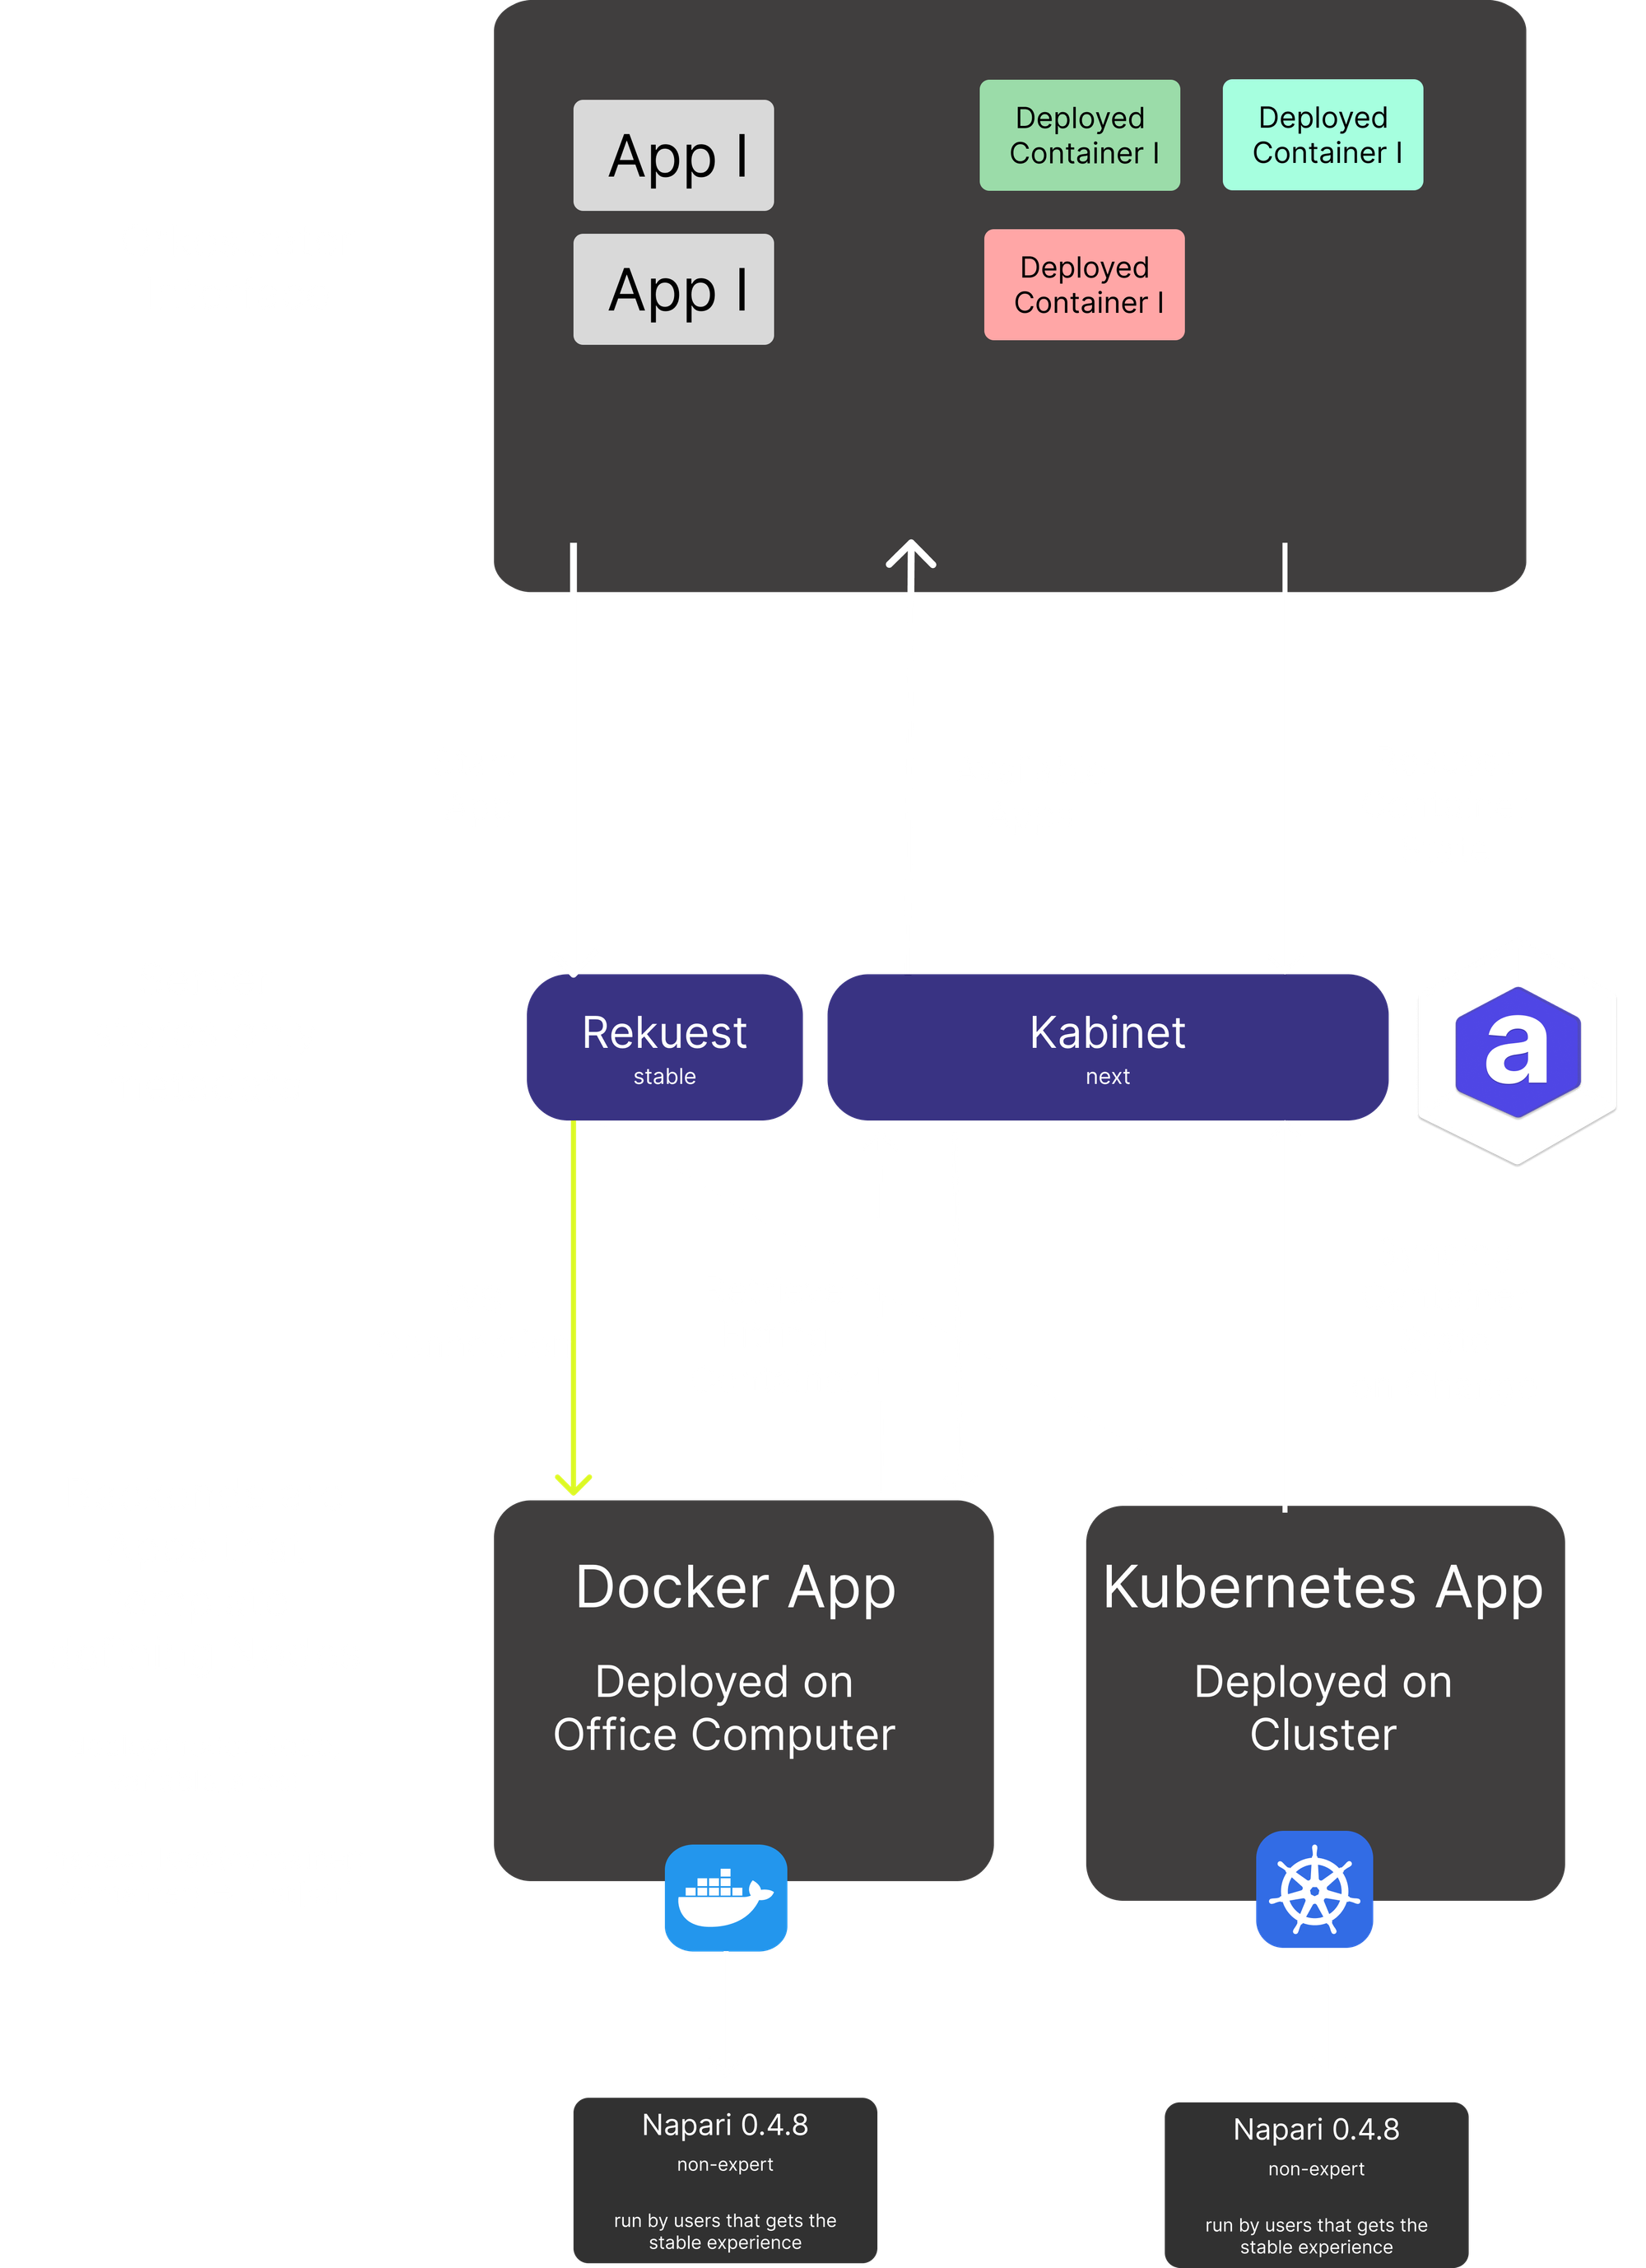 App I
App I
Deployed
Container I
Deployed
Container I
Deployed
Container I
Rekuest
stable
Kabinet
next
a
Docker App
Deployed on
Office Computer
Kubernetes App
Deployed on
Cluster
Napari 0.4.8
non-expert
run by users that gets the
stable experience
Napari 0.4.8
non-expert
run by users that gets the
stable experience